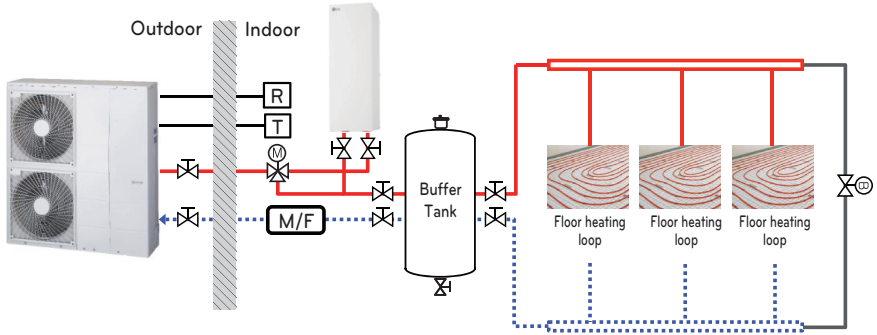 Outdoor
Indoor
R
T
M
Buffer
Tank
M/F
Floor heating
loop
Floor heating
loop
Floor heating
loop
B